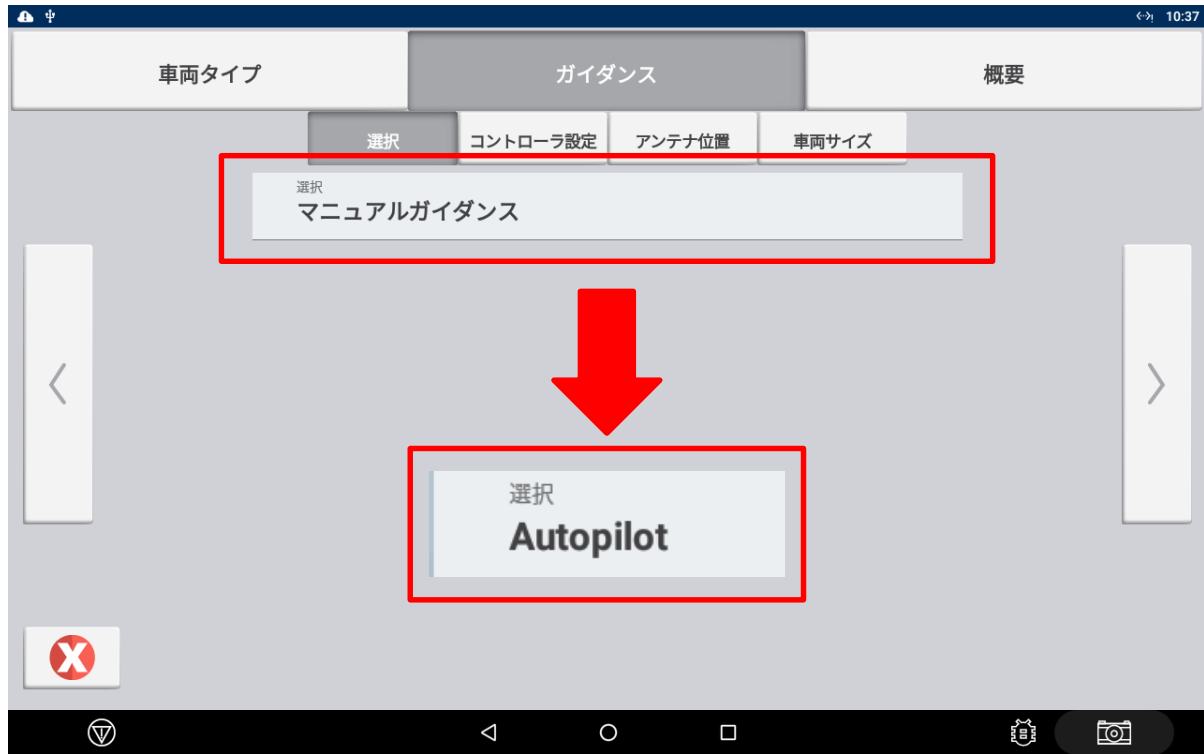 10:37
車両タイプ
ガイダンス
概要
選択
コントローラ設定
アンテナ位置
車両サイズ
選択
マニュアルガイダンス
選択
Autopilot
X